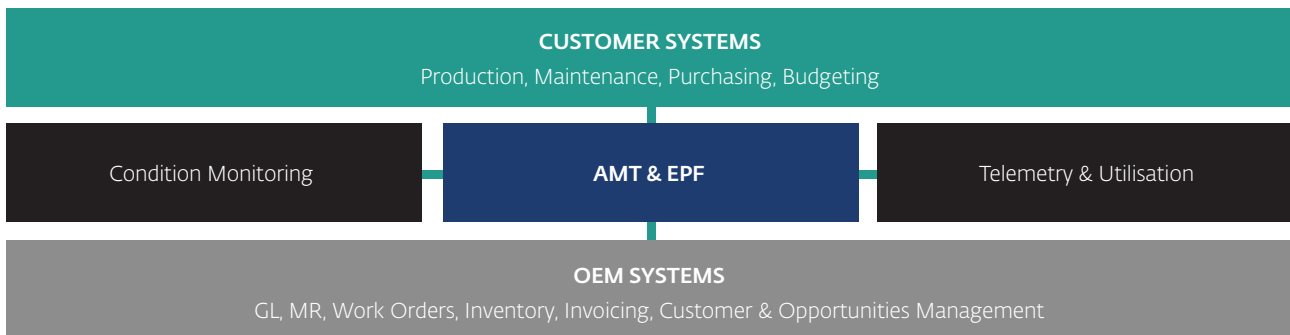 CUSTOMER SYSTEMS
Production, Maintenance, Purchasing, Budgeting
Condition Monitoring
AMT & EPF
Telemetry & Utilisation
OEM SYSTEMS
GL, MR, Work Orders, Inventory, Invoicing, Customer & Opportunities Management